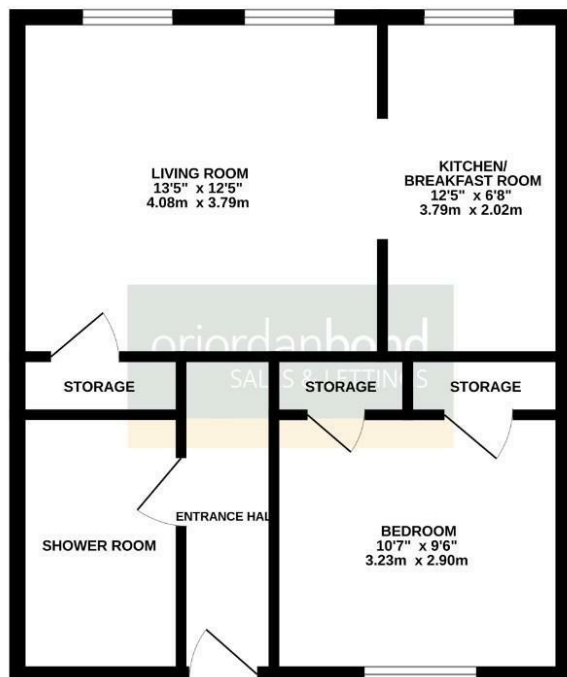 LIVING ROOM
13'5" x 12'5"
4.08m x 3.79m
KITCHEN/
BREAKFAST ROOM
12'5" x 6'8"
3.79m x 2.02m
oriordanbond
SALES & LETTINGS
STORAGE
STORAGE
STORAGE
ENTRANCE HAL
SHOWER ROOM
BEDROOM
10'7" x 9'6"
3.23m x 2.90m